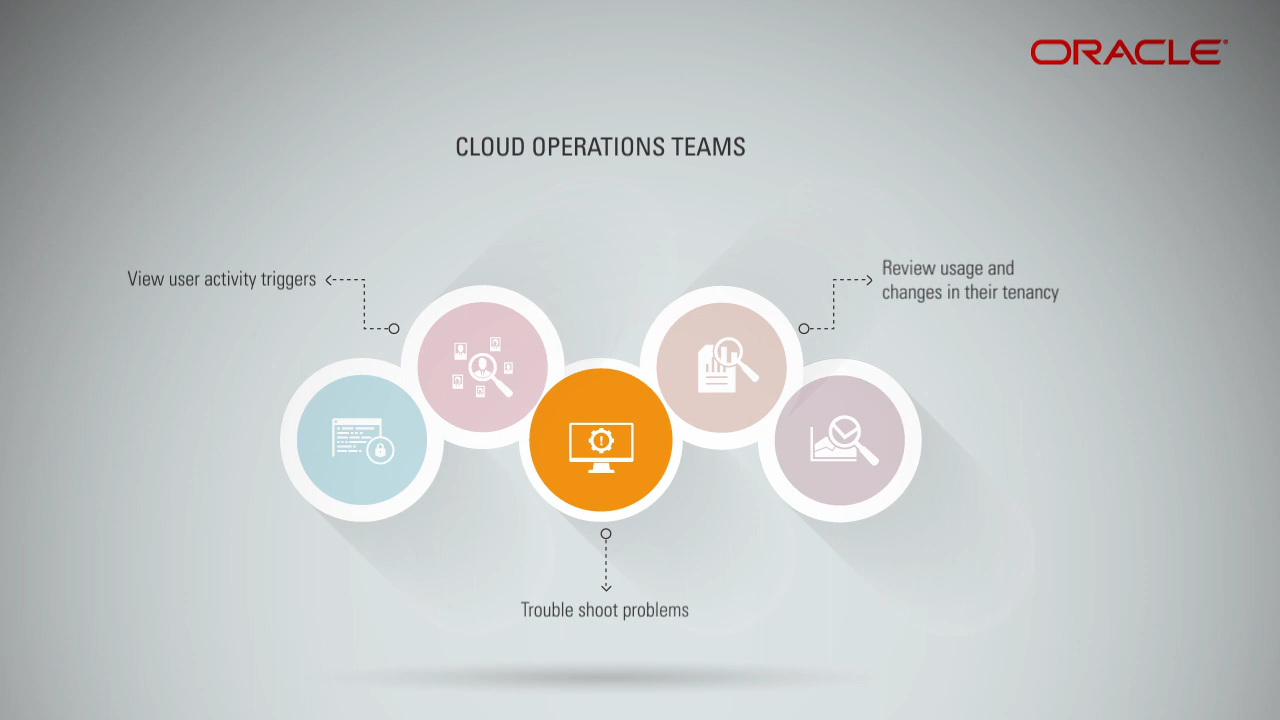 ORACLE
CLOUD OPERATIONS TEAMS
View user activity triggers
Review usage and
changes in their tenancy
Trouble shoot problems